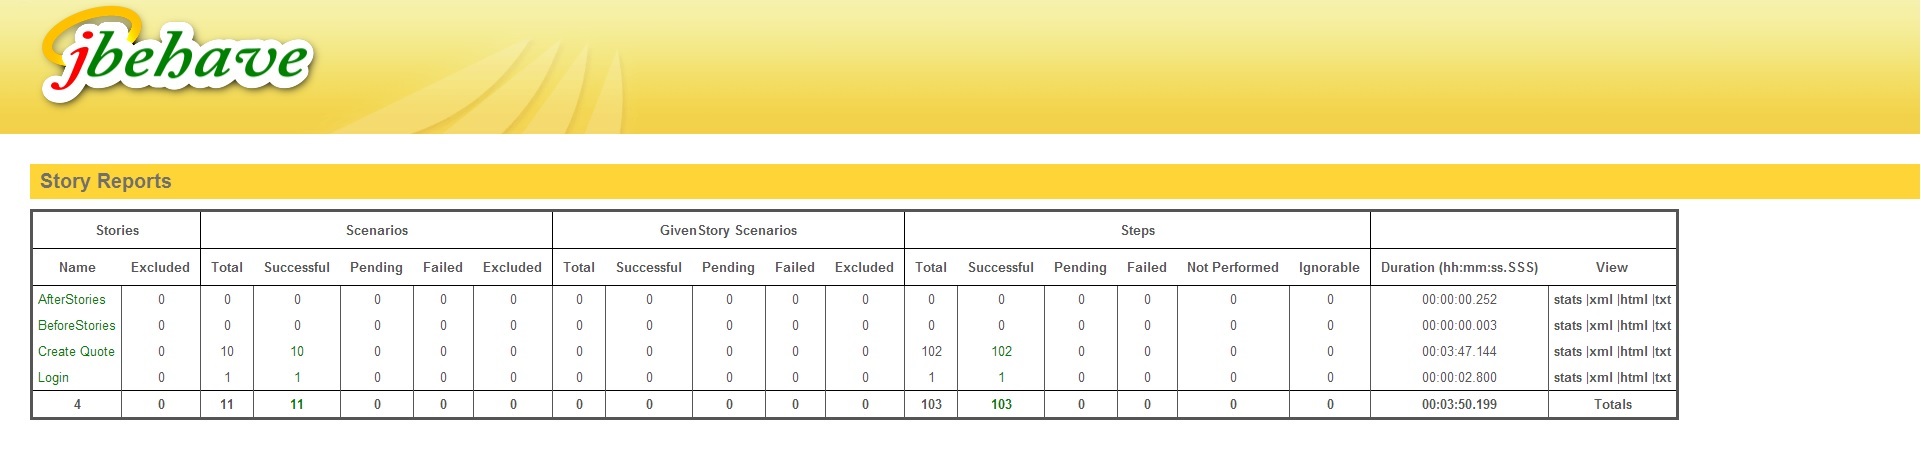 jbehave
Story Reports
Stories Scenarios GivenStory Scenarios Steps
Name Excluded Total Successful Pending Failed Excluded Total Successful Pending Failed Excluded Total Successful Pending Failed Not Performed Ignorable Duration (hh:mm:ss.SSS) View
AfterStories 0 0 0 0 0 0 0 0 0 0 0 0 0 0 0 0 0 00:00:00.252 stats |xml |html |txt
BeforeStories 0 0 0 0 0 0 0 0 0 0 0 0 0 0 0 0 0 00:00:00.003 stats |xml |html |txt
Create Quote 0 10 10 0 0 0 0 0 0 0 0 102 102 0 0 0 0 00:03:47.144 stats |xml |html |txt
Login 0 1 1 0 0 0 0 0 0 0 0 1 1 0 0 0 0 00:00:02.800 stats |xml |html |txt
4 0 11 11 0 0 0 0 0 0 0 0 103 103 0 0 0 0 00:03:50.199 Totals